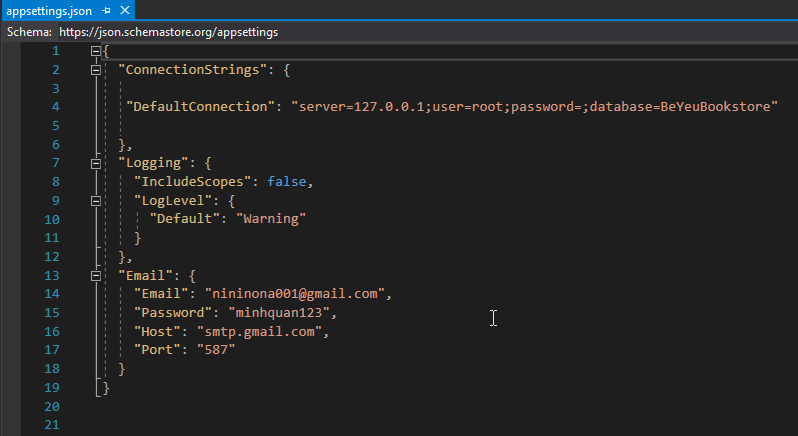 appsettings.json
Schema: https://json.schemastore.org/appsettings
1 {
2 "ConnectionStrings": {
3
4 "DefaultConnection": "server=127.0.0.1;user=root;password=;database=BeYeuBookstore"
5
6 },
7 "Logging": {
8 "IncludeScopes": false,
9 "LogLevel": {
10 "Default": "Warning"
11 }
12 },
13 "Email": {
14 "Email": "nininona001@gmail.com",
15 "Password": "minhquan123",
16 "Host": "smtp.gmail.com",
17 "Port": "587"
18 }
19 }
20
21